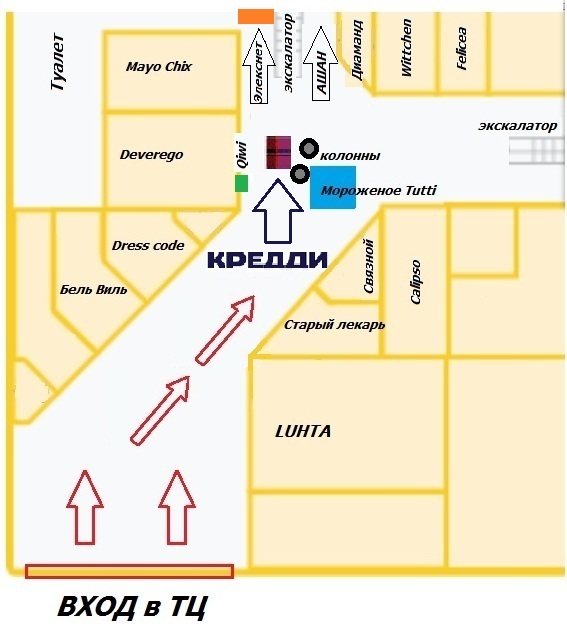 Туалет
Mayo Chix
Элекснет
экскалатор
АШАН
Диаманд
Wittchen
Felicea
Deverego
Qiwi
колонны
экскалатор
Мороженое Tutti
КРЕДДИ
Dress code
Бель Виль
Связной
Calipso
Старый лекарь
LUHTA
ВХОД в ТЦ